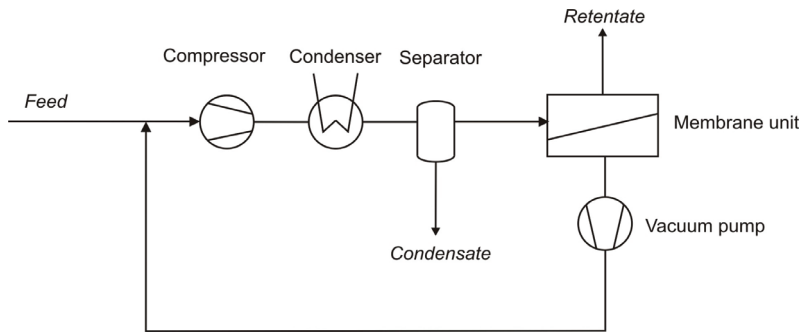 Retentate
Compressor
Condenser
Separator
Feed
Membrane unit
Vacuum pump
Condensate